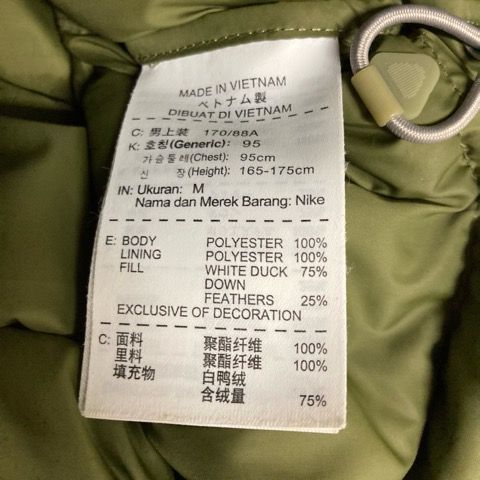 MADE IN VIETNAM
ベトナム製
DIBUAT DI VIETNAM
C: 男上装 170/88A
K: 호칭(Generic): 95
가슴둘레(Chest): 95cm
신 장(Height): 165-175cm
IN: Ukuran: M
Nama dan Merek Barang: Nike
E: BODY POLYESTER 100%
LINING POLYESTER 100%
FILL WHITE DUCK 75%
DOWN
FEATHERS 25%
EXCLUSIVE OF DECORATION
C: 面料 聚酯纤维 100%
里料 聚酯纤维 100%
填充物 白鸭绒
含绒量 75%